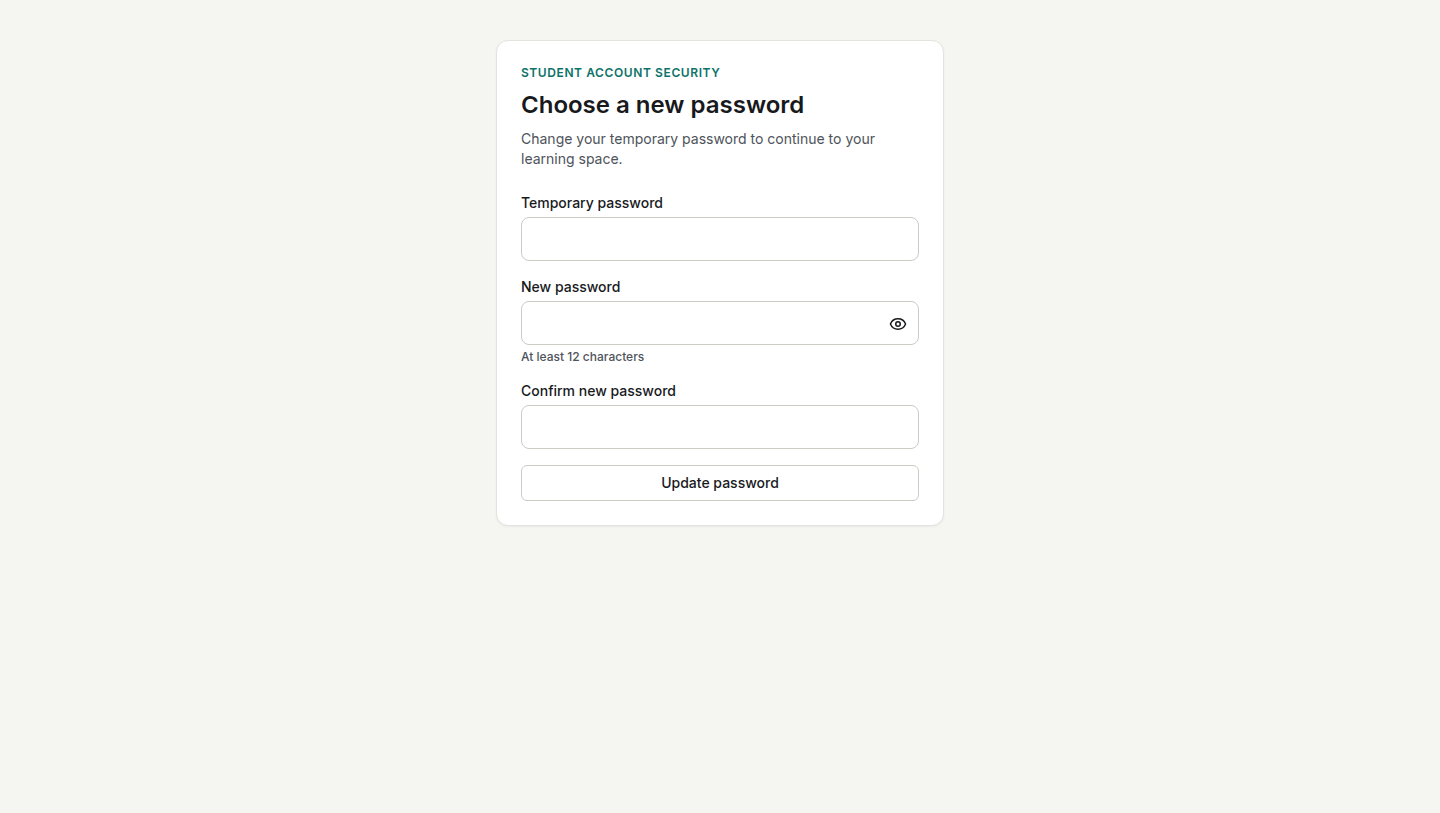 STUDENT ACCOUNT SECURITY
Choose a new password
Change your temporary password to continue to your
learning space.
Temporary password
New password
At least 12 characters
Confirm new password
Update password